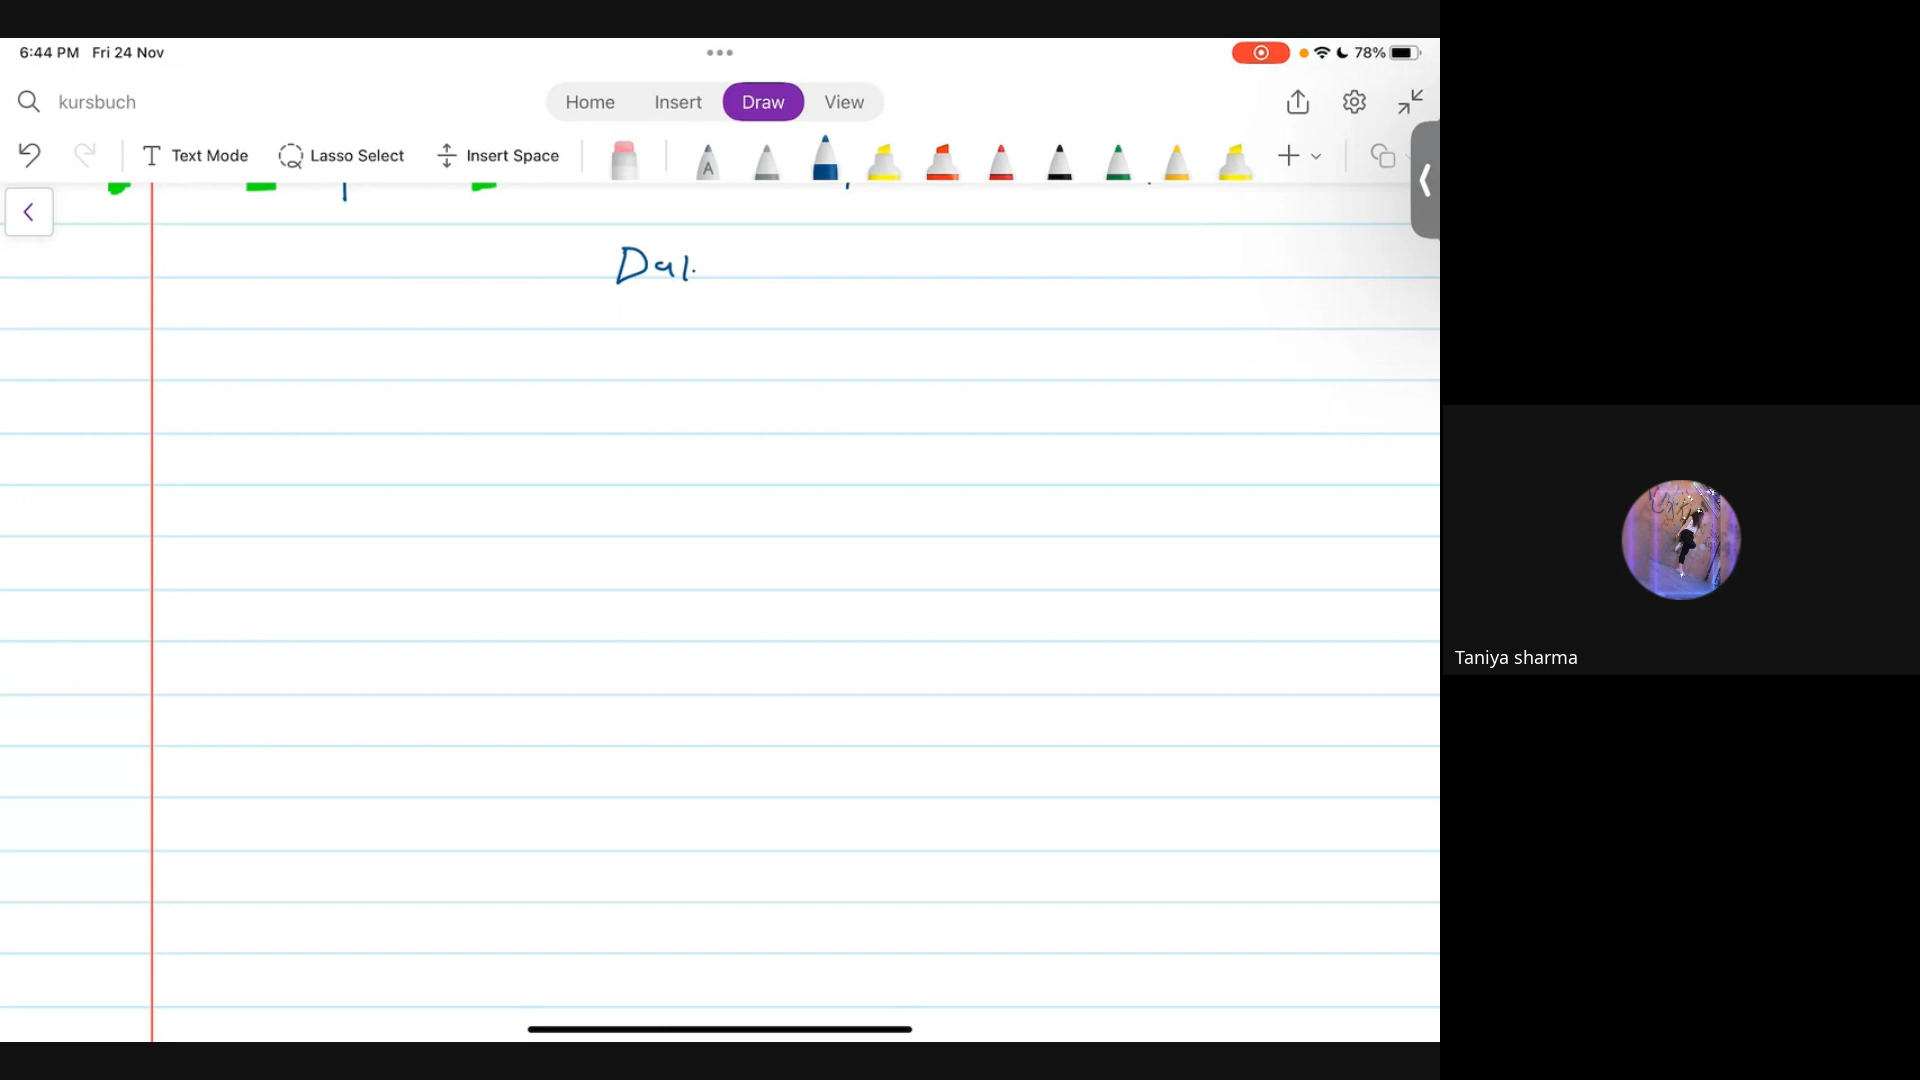 6:44 PM Fri 24 Nov
78%
kursbuch
Home Insert Draw View
Text Mode Lasso Select Insert Space
A
Taniya sharma